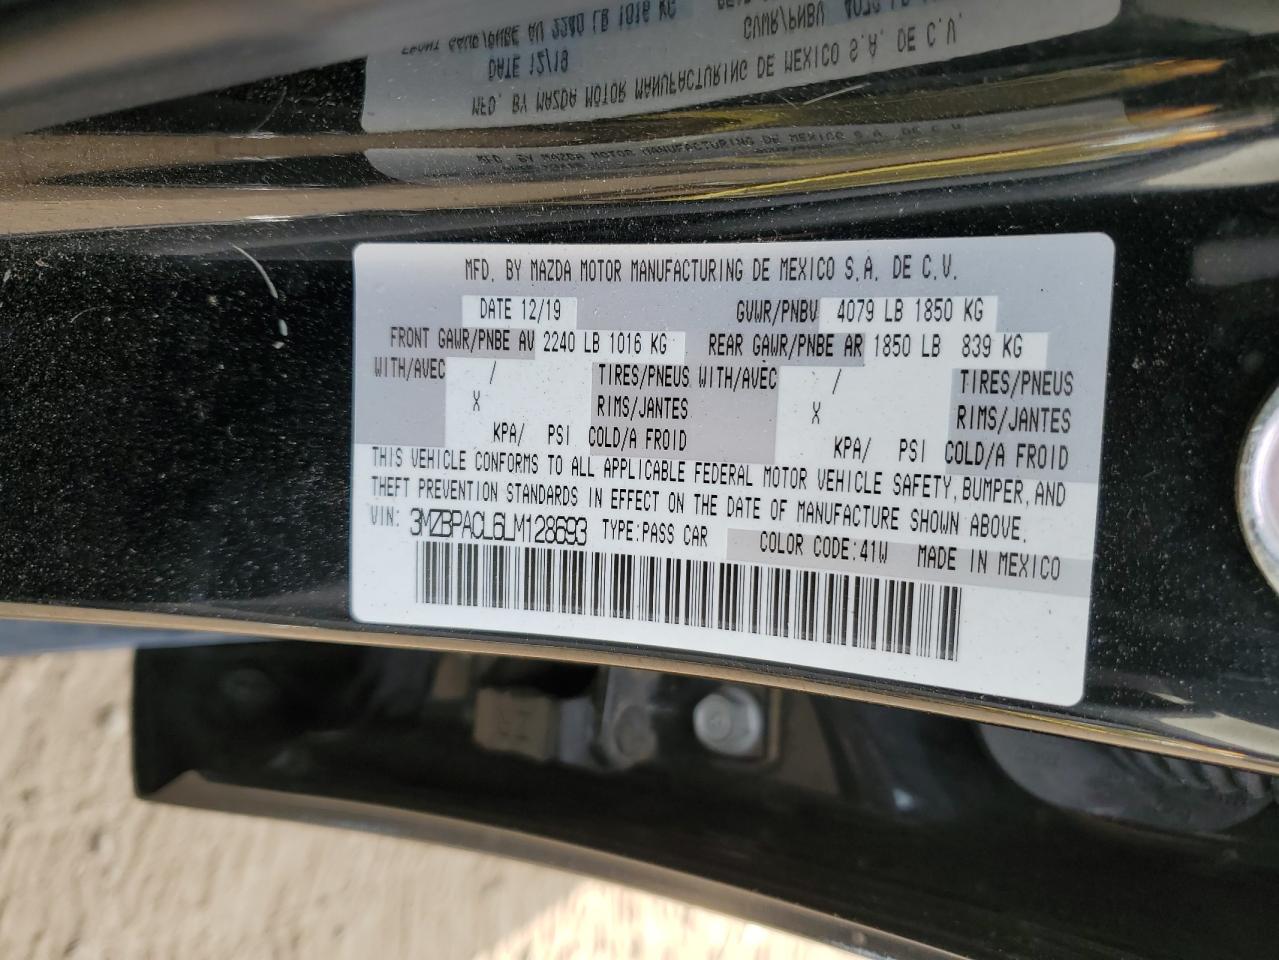 MFD. BY MAZDA MOTOR MANUFACTURING DE MEXICO S.A. DE C.V.
DATE 12/19 GVWR/PNBV 4079 LB 1850 KG
FRONT GAWR/PNBE AV 2240 LB 1016 KG REAR GAWR/PNBE AR 1850 LB 839 KG
WITH/AVEC / TIRES/PNEUS WITH/AVEC / TIRES/PNEUS
X RIMS/JANTES X RIMS/JANTES
KPA/ PSI COLD/A FROID KPA/ PSI COLD/A FROID
THIS VEHICLE CONFORMS TO ALL APPLICABLE FEDERAL MOTOR VEHICLE SAFETY, BUMPER, AND
THEFT PREVENTION STANDARDS IN EFFECT ON THE DATE OF MANUFACTURE SHOWN ABOVE.
VIN: 3MZBPACL6LM128693 TYPE:PASS CAR COLOR CODE:41W MADE IN MEXICO